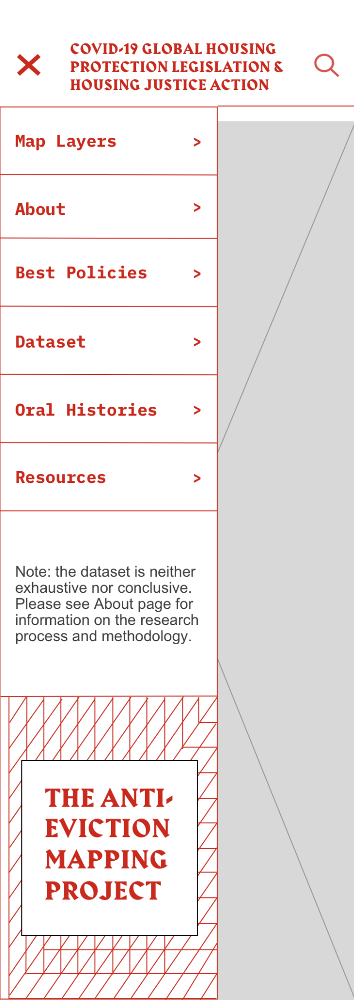 COVID-19 GLOBAL HOUSING
PROTECTION LEGISLATION &
HOUSING JUSTICE ACTION
Map Layers >
About >
Best Policies >
Dataset >
Oral Histories >
Resources >
Note: the dataset is neither
exhaustive nor conclusive.
Please see About page for
information on the research
process and methodology.
THE ANTI-
EVICTION
MAPPING
PROJECT